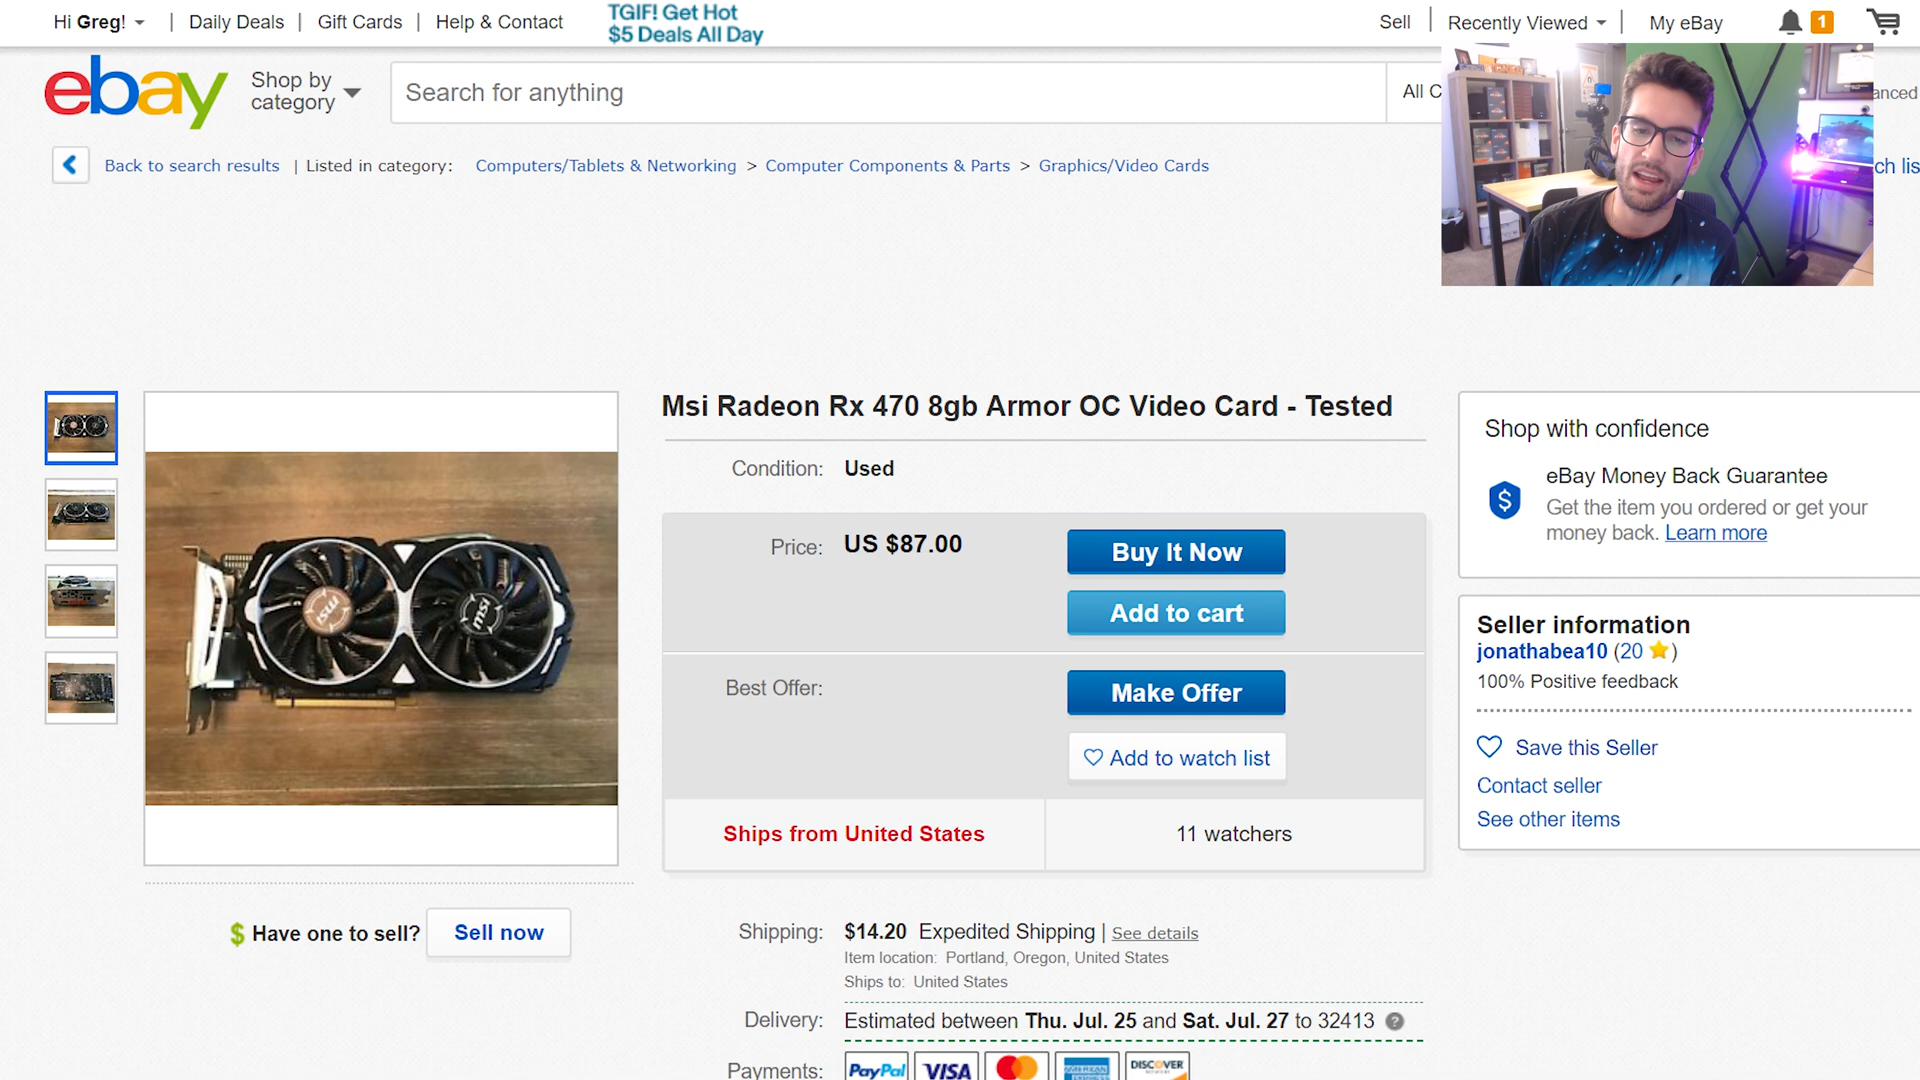 Hi Greg! | Daily Deals | Gift Cards | Help & Contact
TGIF! Get Hot
$5 Deals All Day
Sell | Recently Viewed | My eBay 1
ebay
Shop by
category
Search for anything
All C
anced
Back to search results | Listed in category: Computers/Tablets & Networking > Computer Components & Parts > Graphics/Video Cards
ch lis
Msi Radeon Rx 470 8gb Armor OC Video Card - Tested
Condition: Used
Price: US $87.00
Buy It Now
Add to cart
Best Offer:
Make Offer
Add to watch list
Ships from United States
11 watchers
msi
msi
Have one to sell? Sell now
Shipping: $14.20 Expedited Shipping | See details
Item location: Portland, Oregon, United States
Ships to: United States
Delivery: Estimated between Thu. Jul. 25 and Sat. Jul. 27 to 32413 ?
Payments: PayPal VISA AMERICAN EXPRESS DISCOVER
Shop with confidence
eBay Money Back Guarantee
Get the item you ordered or get your
money back. Learn more
Seller information
jonathabea10 (20)
100% Positive feedback
Save this Seller
Contact seller
See other items